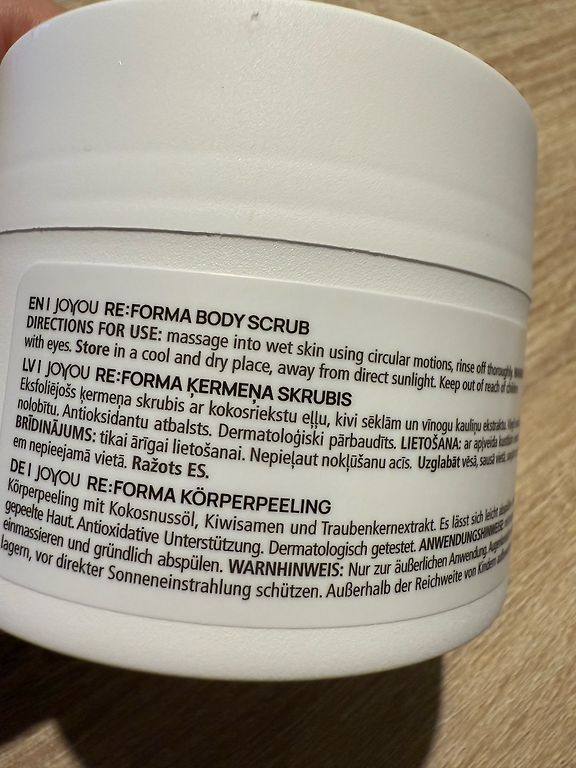 EN I JOYOU RE:FORMA BODY SCRUB
DIRECTIONS FOR USE: massage into wet skin using circular motions, rinse off thoroughly.
with eyes. Store in a cool and dry place, away from direct sunlight. Keep out of reach of children
LV I JOYOU RE:FORMA ĶERMEŅA SKRUBIS
Eksfoliējošs ķermeņa skrubis ar kokosriekstu eļļu, kivi sēklām un vīnogu kauliņu ekstraktu.
nolobītu. Antioksidantu atbalsts. Dermatoloģiski pārbaudīts. LIETOŠANA: ar apļveida kustībām
BRĪDINĀJUMS: tikai ārīgai lietošanai. Nepieļaut nokļūšanu acīs. Uzglabāt vēsā, sausā vietā,
em nepieejamā vietā. Ražots ES.
DE I JOYOU RE:FORMA KÖRPERPEELING
Körperpeeling mit Kokosnussöl, Kiwisamen und Traubenkernextrakt. Es lässt sich leicht
gepeelte Haut. Antioxidative Unterstützung. Dermatologisch getestet. ANWENDUNGSHINWEISE:
einmassieren und gründlich abspülen. WARNHINWEIS: Nur zur äußerlichen Anwendung.
lagern, vor direkter Sonneneinstrahlung schützen. Außerhalb der Reichweite von Kindern